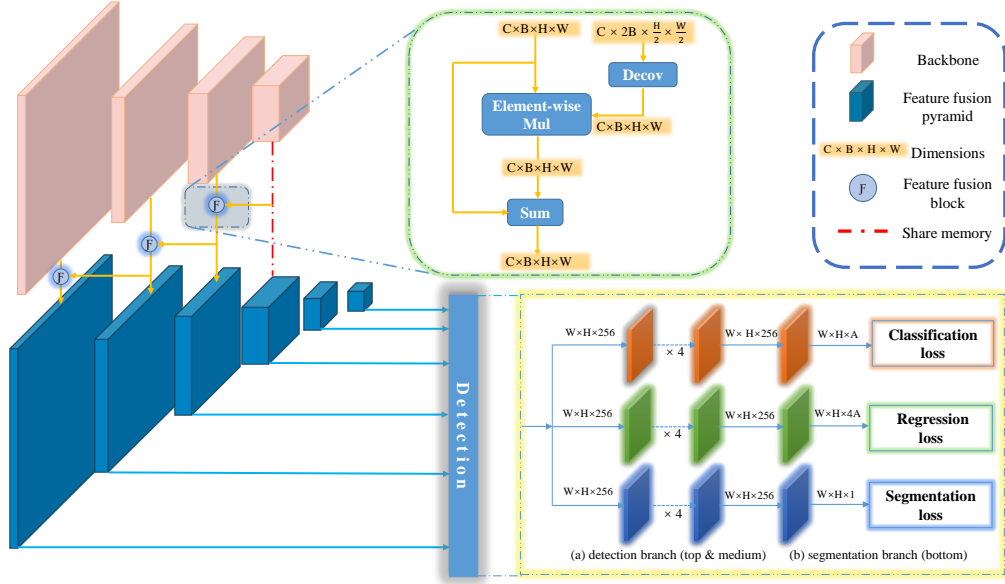 C×B×H×W
C × 2B × H/2 × W/2
Decov
Element-wise
Mul
C×B×H×W
C×B×H×W
Sum
C×B×H×W
Backbone
Feature fusion
pyramid
C × B × H × W
Dimensions
Ƒ
Feature fusion
block
Share memory
Ƒ
Ƒ
Ƒ
Detection
W×H×256
× 4
W× H×256
W×H×A
Classification
loss
W×H×256
× 4
W×H×256
W×H×4A
Regression
loss
W×H×256
× 4
W×H×256
W×H×1
Segmentation
loss
(a) detection branch (top & medium)
(b) segmentation branch (bottom)